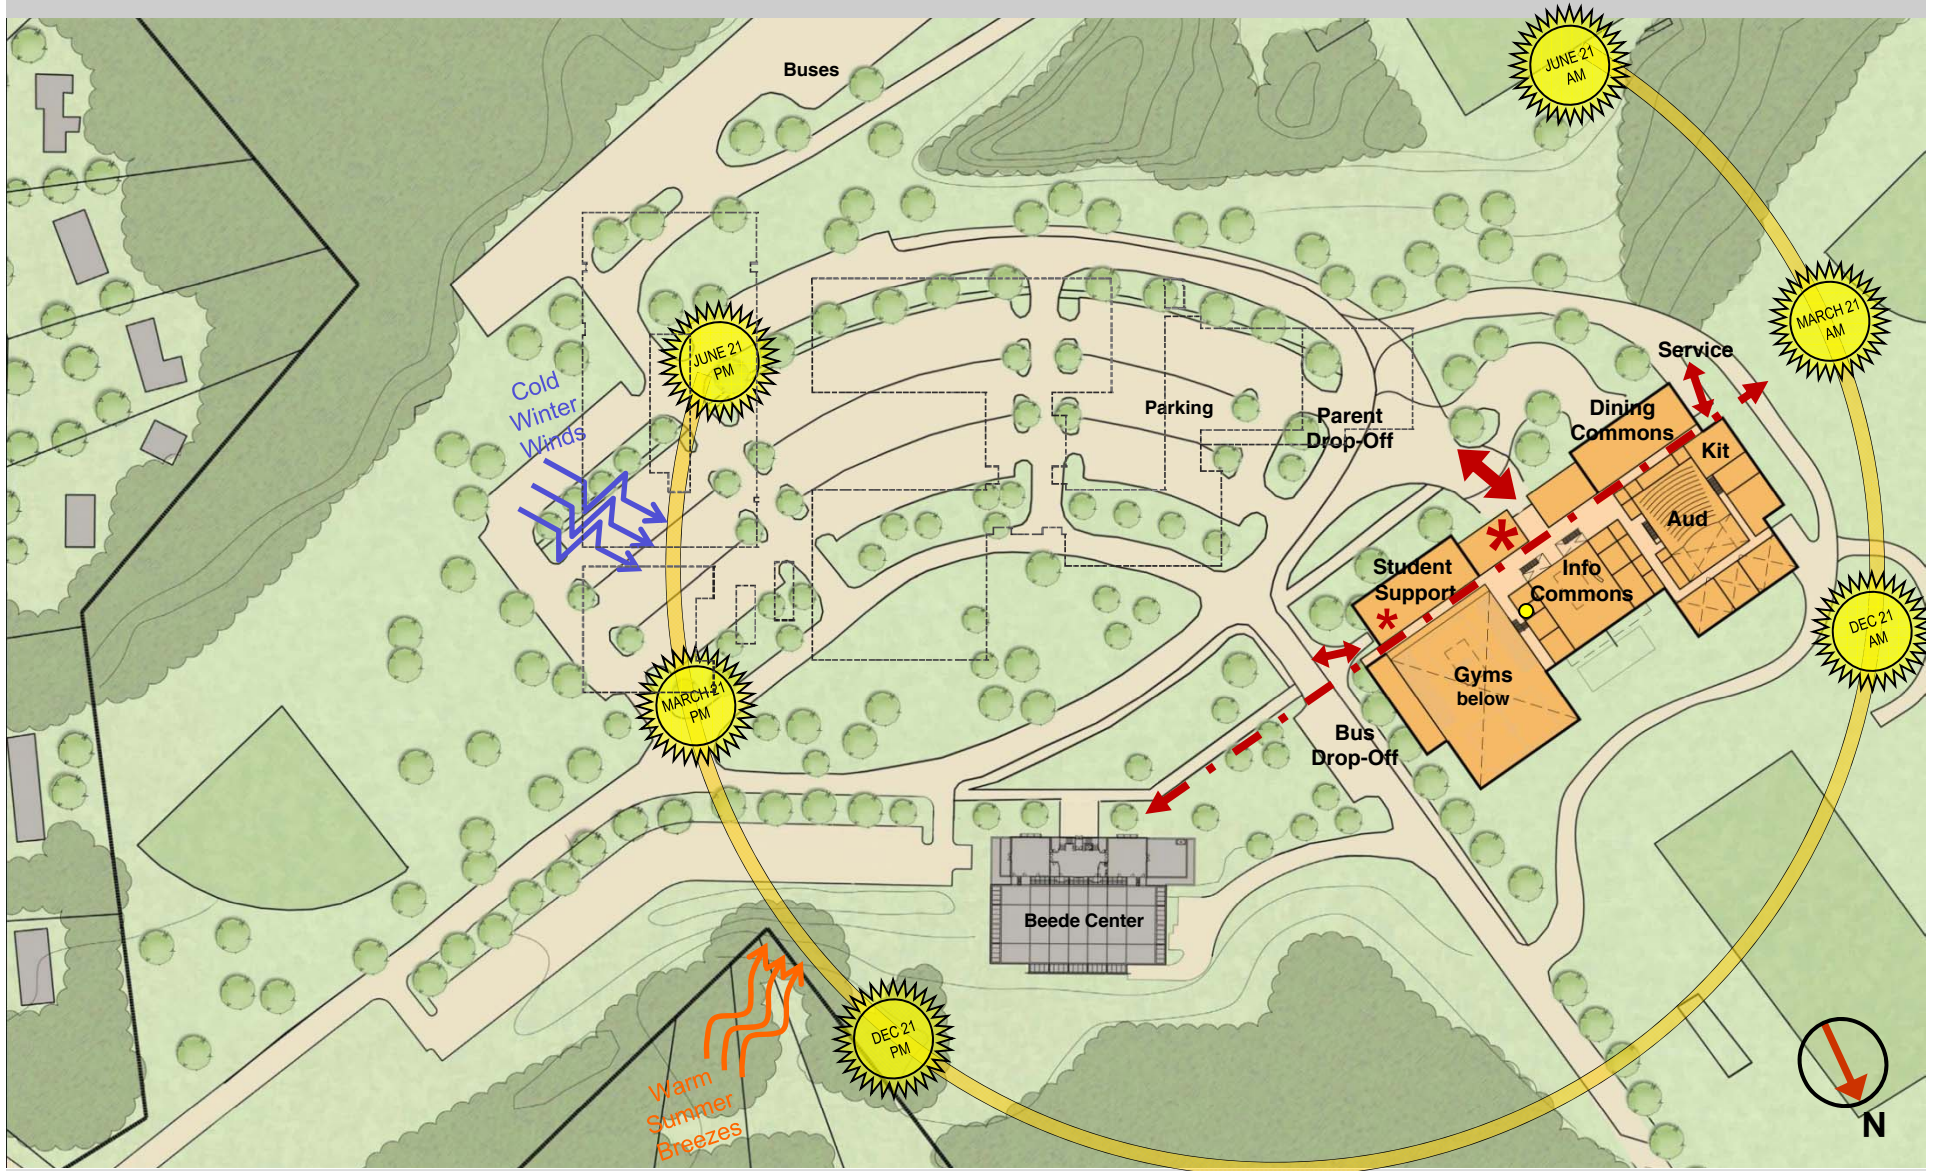 JUNE 21
AM
Buses
MARCH 21
AM
JUNE 21
PM
Service
Cold
Winter
Winds
Parking
Parent
Drop-Off
Dining
Commons
Kit
Aud
*
Student
Support
Info
Commons
*
DEC 21
AM
Gyms
below
MARCH 21
PM
Bus
Drop-Off
Beede Center
DEC 21
PM
Warm
Summer
Breezes
N